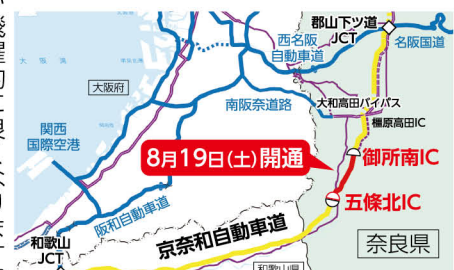 郡山下ツ道
JCT
西名阪
自動車道
名阪国道
大阪府
南阪奈道路
大和高田バイパス
橿原高田IC
関西
国際空港
8月19日(土)開通
御所南IC
五條北IC
阪和自動車道
京奈和自動車道
和歌山
JCT
奈良県
和歌山県